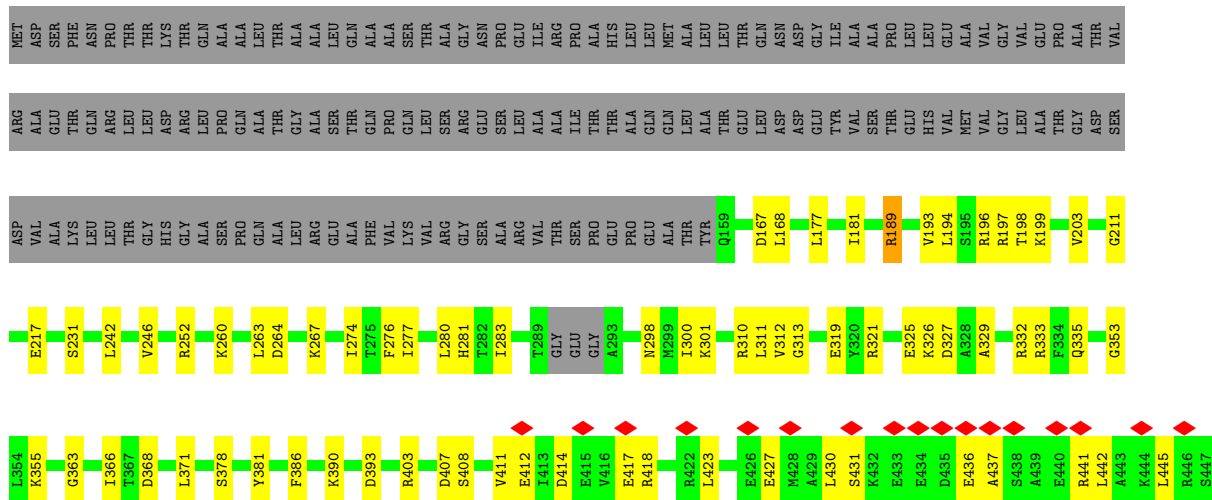 MET ASP SER PHE ASN PRO THR THR LYS THR GLN ALA ALA LEU THR ALA ALA LEU GLN ALA ALA SER THR ALA GLY ASN PRO GLU ILE ARG PRO ALA HIS LEU LEU MET ALA LEU LEU THR GLN ASN ASP GLY ILE ALA ALA PRO LEU LEU GLU ALA VAL GLY VAL GLU PRO ALA THR VAL
ARG ALA GLU THR GLN ARG LEU LEU ASP ARG LEU PRO GLN ALA THR GLY ALA SER THR GLN PRO GLN LEU SER ARG GLU SER LEU ALA ALA ILE THR THR ALA GLN GLN LEU ALA THR GLU LEU ASP ASP GLU TYR VAL SER THR GLU HIS VAL MET VAL GLY LEU ALA THR GLY ASP SER
ASP VAL ALA LYS LEU LEU THR GLY HIS GLY ALA SER PRO GLN ALA LEU ARG GLU ALA PHE VAL LYS VAL ARG GLY SER ALA ARG VAL THR SER PRO GLU PRO GLU ALA THR TYR Q159 D167 L168 L177 I181 R189 V193 L194 S195 R196 R197 T198 K199 V203 G211
E217 S231 L242 V246 R252 K260 L263 D264 K267 I274 T275 F276 I277 L280 H281 T282 I283 T289 GLY GLU GLY A293 N298 M299 I300 K301 R310 L311 V312 G313 E319 Y320 R321 E325 K326 D327 A328 A329 R332 R333 F334 Q335 G353
L354 K355 G363 I366 T367 D368 L371 S378 Y381 F386 K390 D393 R403 D407 S408 V411 E412 I413 D414 E415 V416 E417 R418 R422 L423 E426 E427 M428 A429 L430 S431 K432 E433 E434 D435 E436 A437 S438 A439 E440 R441 L442 A443 K444 L445 R446 S447